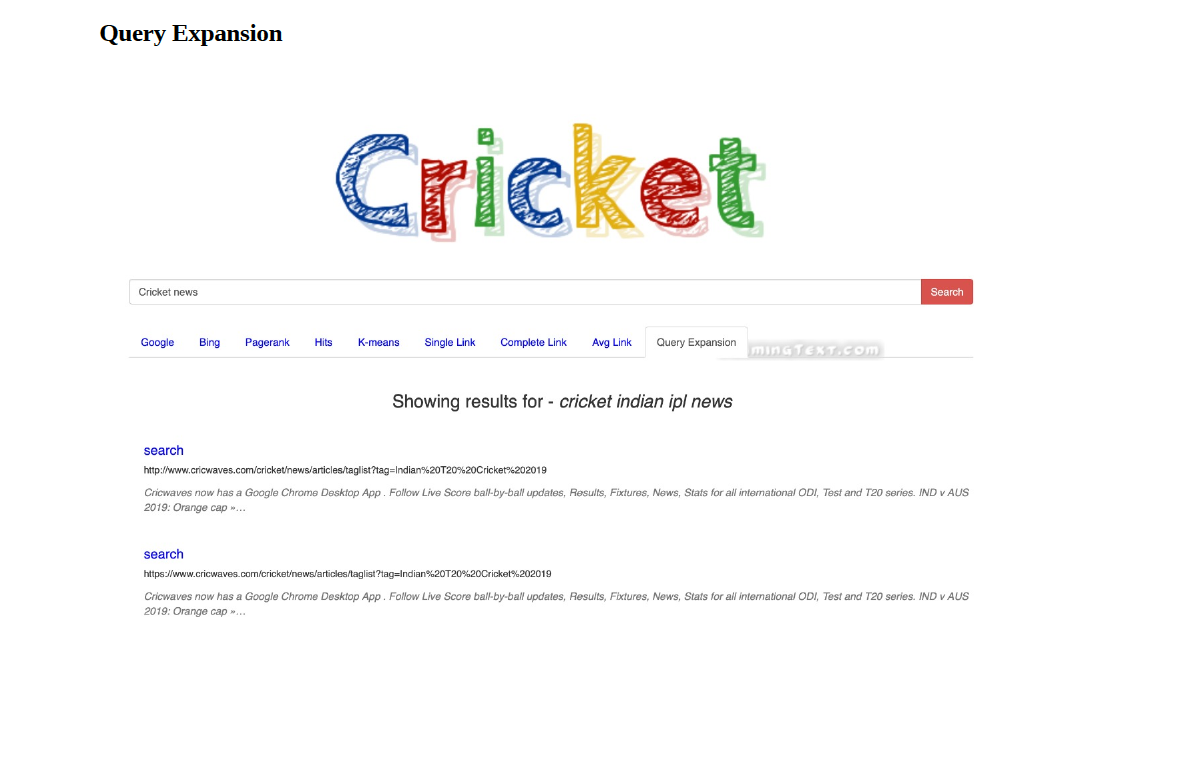 Query Expansion
Cricket
Cricket news Search
Google Bing Pagerank Hits K-means Single Link Complete Link Avg Link Query Expansion
mingText.com
Showing results for - cricket indian ipl news
search
http://www.cricwaves.com/cricket/news/articles/taglist?tag=Indian%20T20%20Cricket%202019
Cricwaves now has a Google Chrome Desktop App . Follow Live Score ball-by-ball updates, Results, Fixtures, News, Stats for all international ODI, Test and T20 series. IND v AUS
2019: Orange cap »...
search
https://www.cricwaves.com/cricket/news/articles/taglist?tag=Indian%20T20%20Cricket%202019
Cricwaves now has a Google Chrome Desktop App . Follow Live Score ball-by-ball updates, Results, Fixtures, News, Stats for all international ODI, Test and T20 series. IND v AUS
2019: Orange cap »...